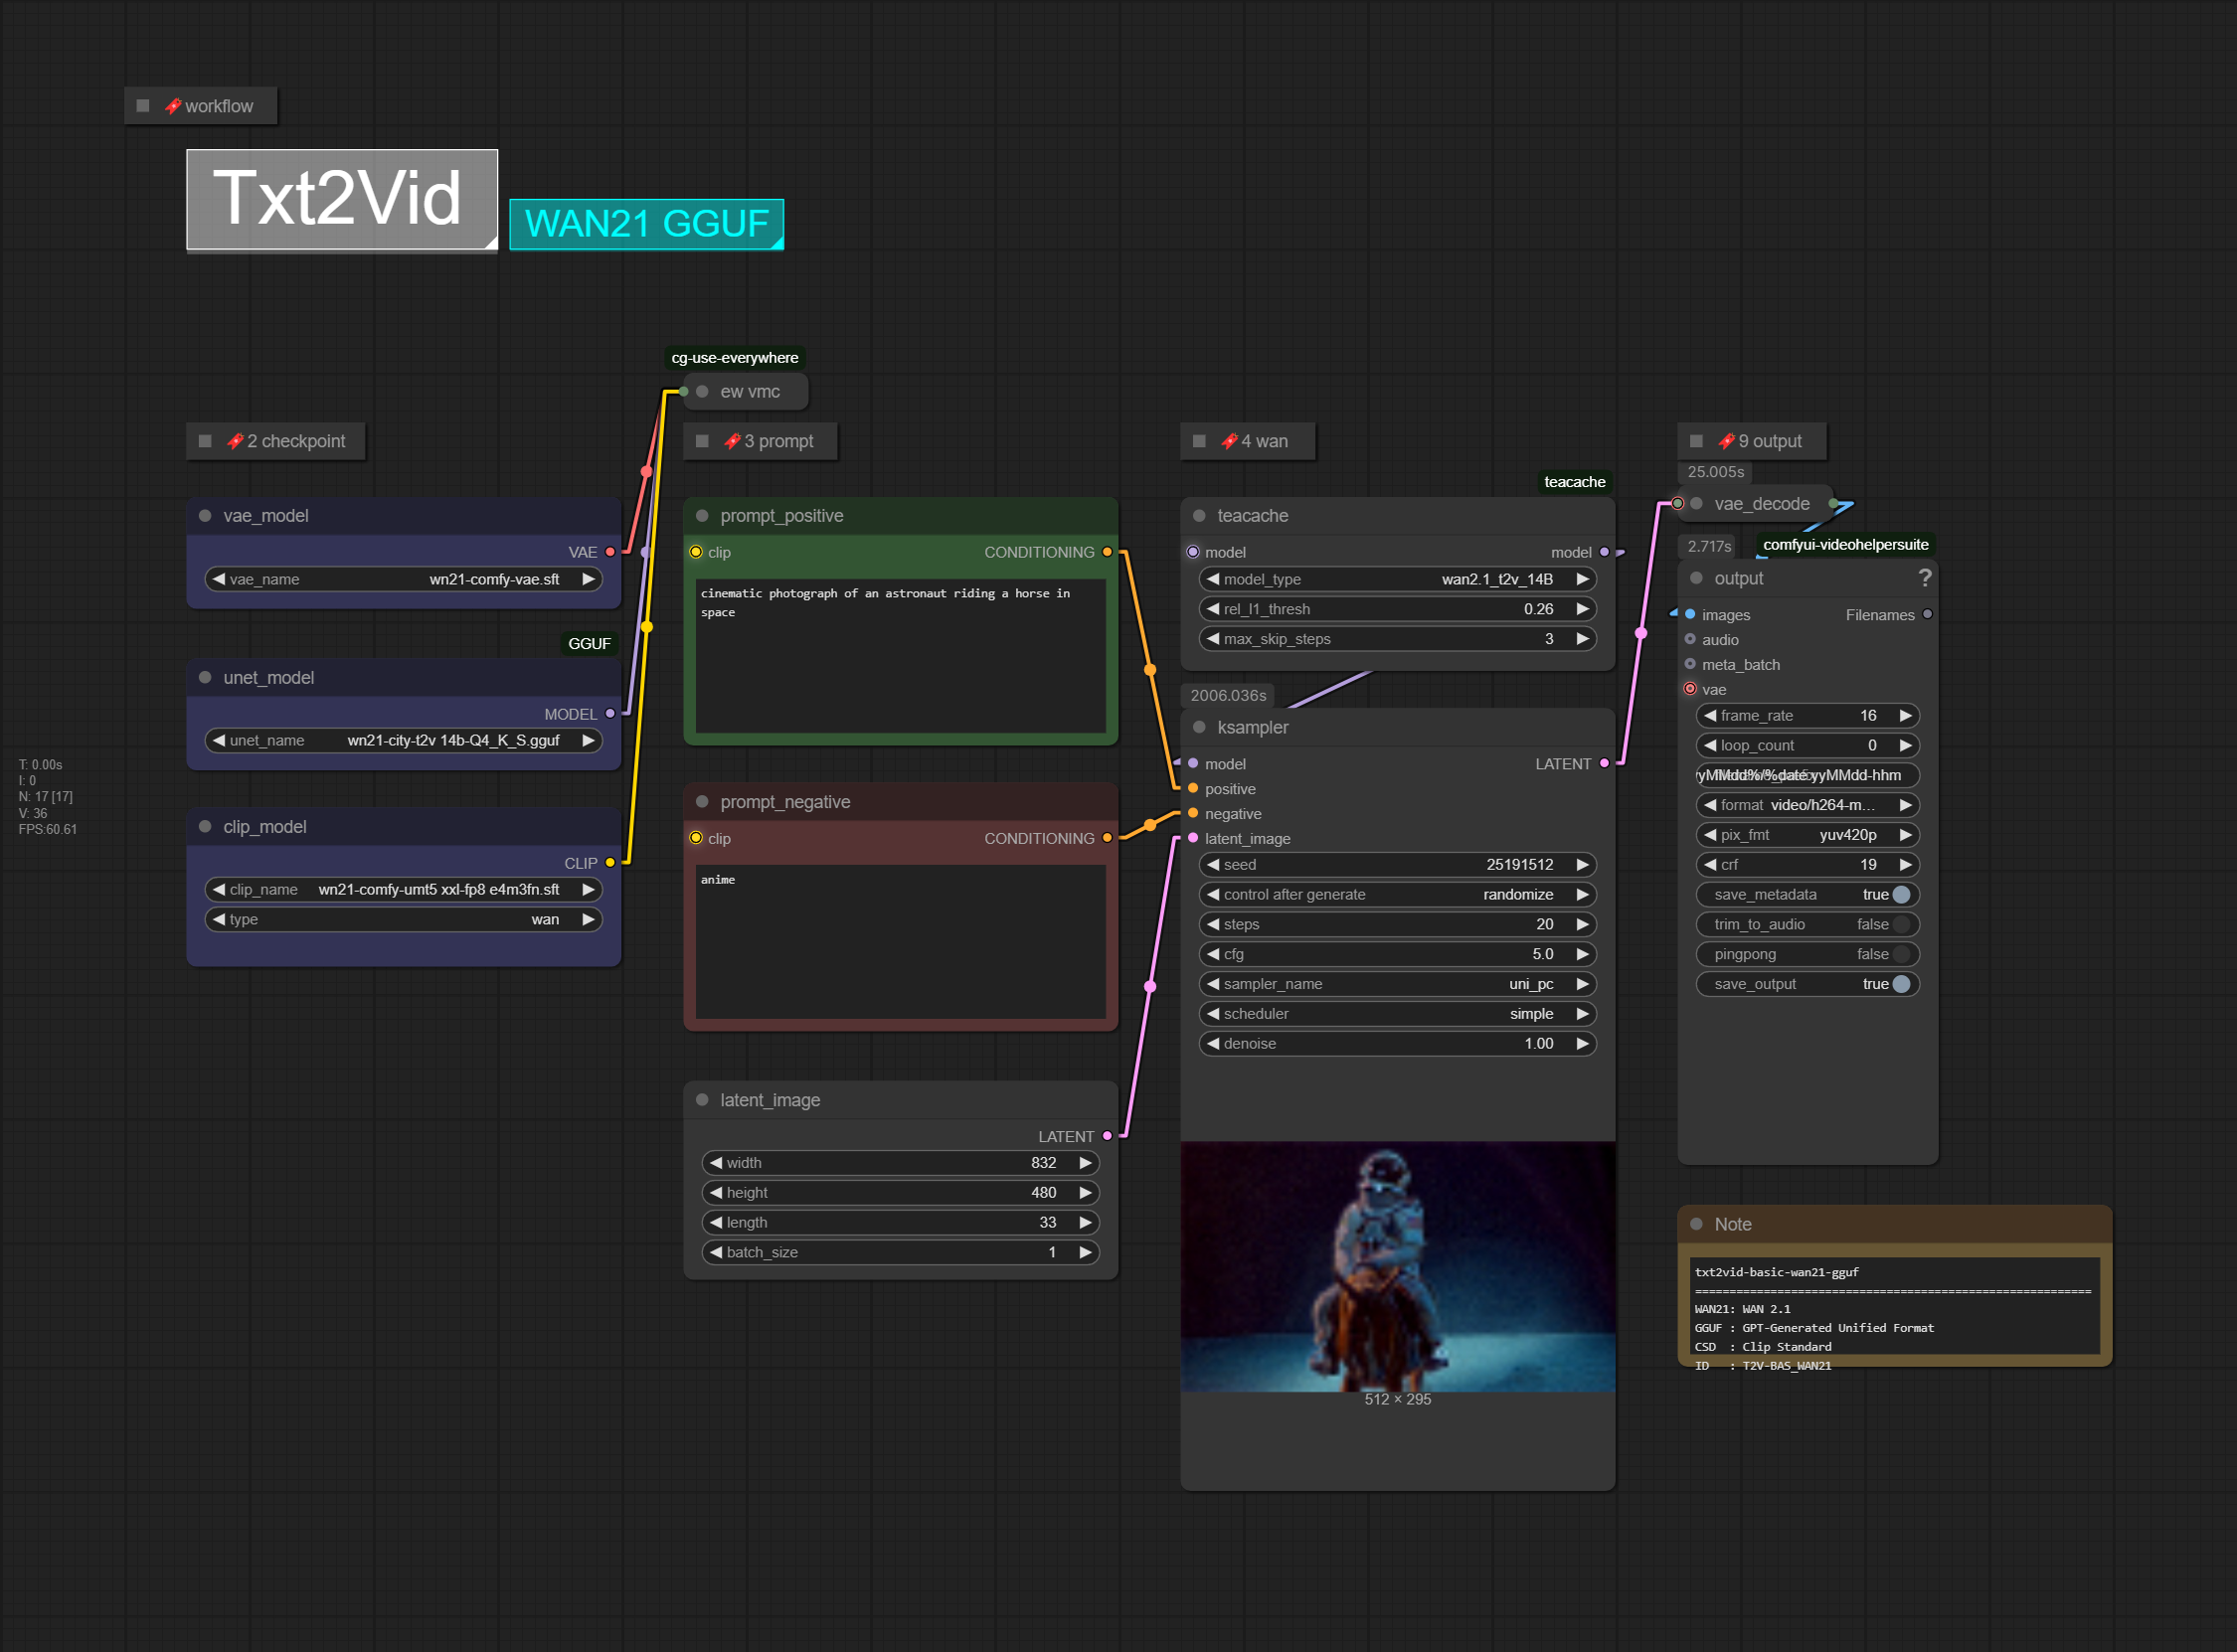 workflow
Txt2Vid
WAN21 GGUF
cg-use-everywhere
ew vmc
2 checkpoint
3 prompt
4 wan
9 output
25.005s
vae_model
VAE
vae_name wn21-comfy-vae.sft
GGUF
unet_model
MODEL
unet_name wn21-city-t2v 14b-Q4_K_S.gguf
clip_model
CLIP
clip_name wn21-comfy-umt5 xxl-fp8 e4m3fn.sft
type wan
T: 0.00s
I: 0
N: 17 [17]
V: 36
FPS:60.61
prompt_positive
clip CONDITIONING
cinematic photograph of an astronaut riding a horse in
space
prompt_negative
clip CONDITIONING
anime
latent_image
LATENT
width 832
height 480
length 33
batch_size 1
teacache
teacache
model model
model_type wan2.1_t2v_14B
rel_l1_thresh 0.26
max_skip_steps 3
2006.036s
ksampler
model LATENT
positive
negative
latent_image
seed 25191512
control after generate randomize
steps 20
cfg 5.0
sampler_name uni_pc
scheduler simple
denoise 1.00
512 × 295
vae_decode
2.717s
comfyui-videohelpersuite
output ?
images Filenames
audio
meta_batch
vae
frame_rate 16
loop_count 0
format video/h264-m...
pix_fmt yuv420p
crf 19
save_metadata true
trim_to_audio false
pingpong false
save_output true
Note
txt2vid-basic-wan21-gguf
==========================================================
WAN21: WAN 2.1
GGUF : GPT-Generated Unified Format
CSD : Clip Standard
ID : T2V-BAS_WAN21